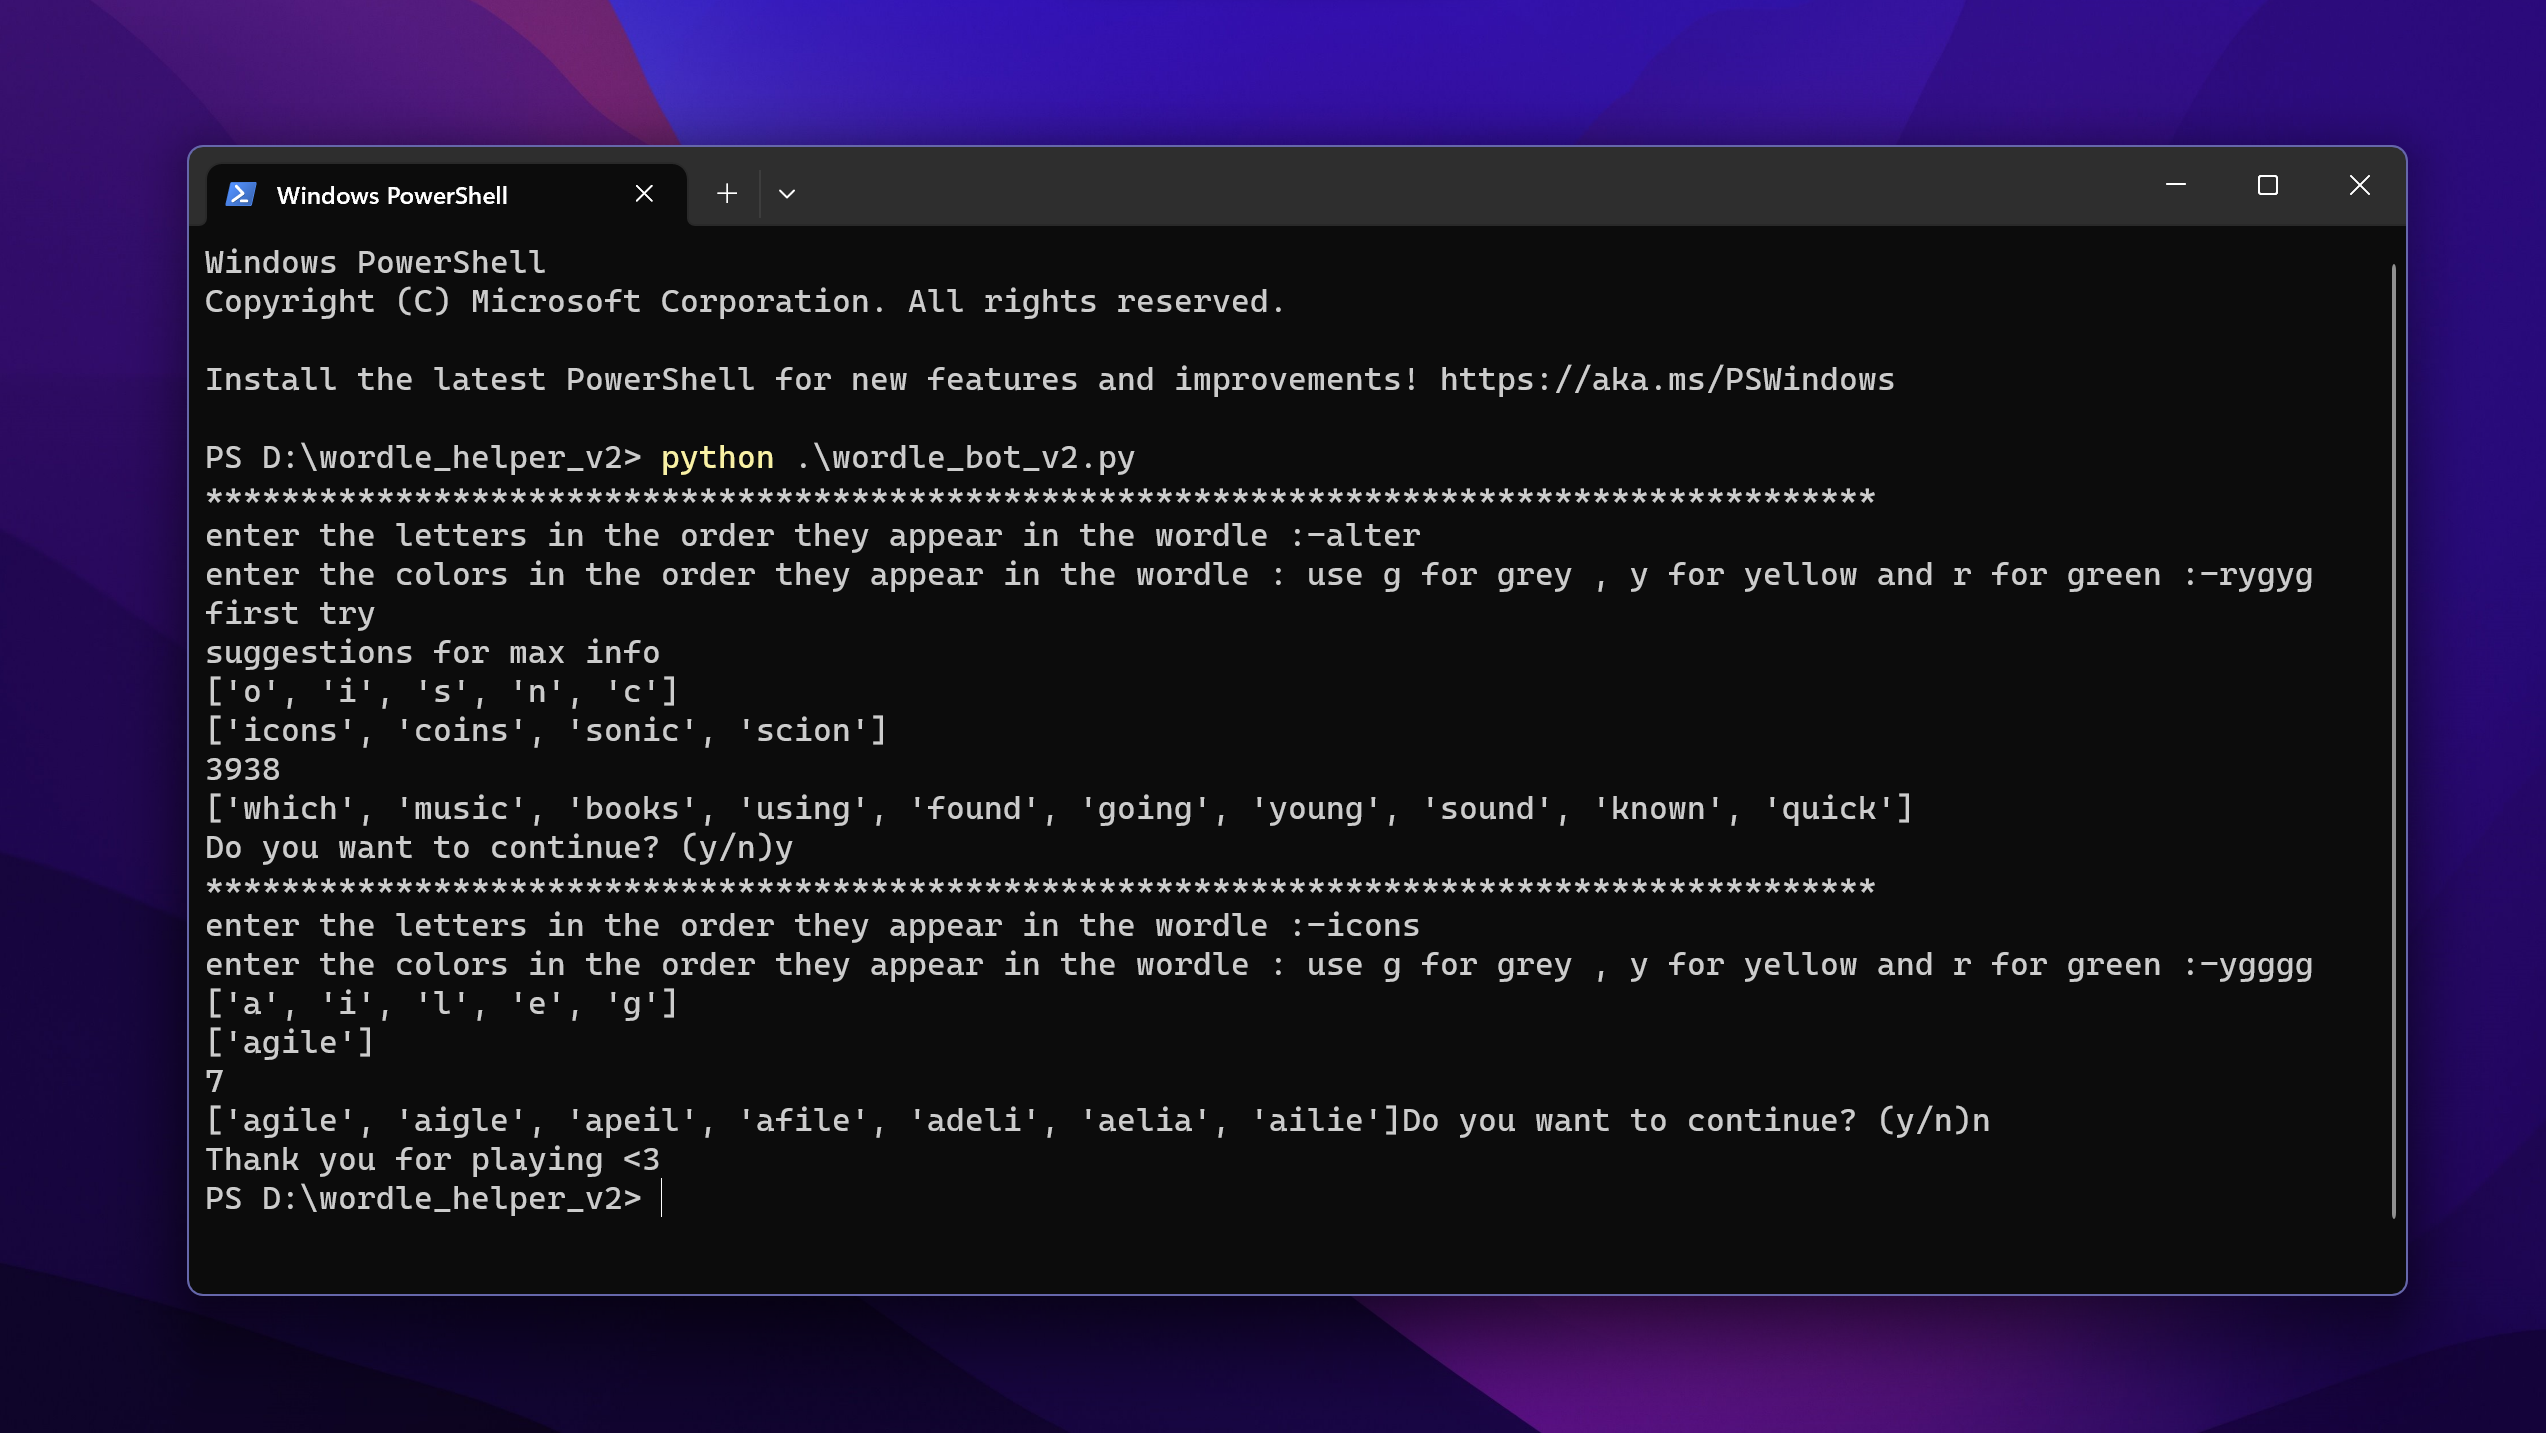 Windows PowerShell
Windows PowerShell
Copyright (C) Microsoft Corporation. All rights reserved.
Install the latest PowerShell for new features and improvements! https://aka.ms/PSWindows
PS D:\wordle_helper_v2> python .\wordle_bot_v2.py
****************************************************************************************
enter the letters in the order they appear in the wordle :-alter
enter the colors in the order they appear in the wordle : use g for grey , y for yellow and r for green :-rygyg
first try
suggestions for max info
['o', 'i', 's', 'n', 'c']
['icons', 'coins', 'sonic', 'scion']
3938
['which', 'music', 'books', 'using', 'found', 'going', 'young', 'sound', 'known', 'quick']
Do you want to continue? (y/n)y
****************************************************************************************
enter the letters in the order they appear in the wordle :-icons
enter the colors in the order they appear in the wordle : use g for grey , y for yellow and r for green :-ygggg
['a', 'i', 'l', 'e', 'g']
['agile']
7
['agile', 'aigle', 'apeil', 'afile', 'adeli', 'aelia', 'ailie']Do you want to continue? (y/n)n
Thank you for playing <3
PS D:\wordle_helper_v2>